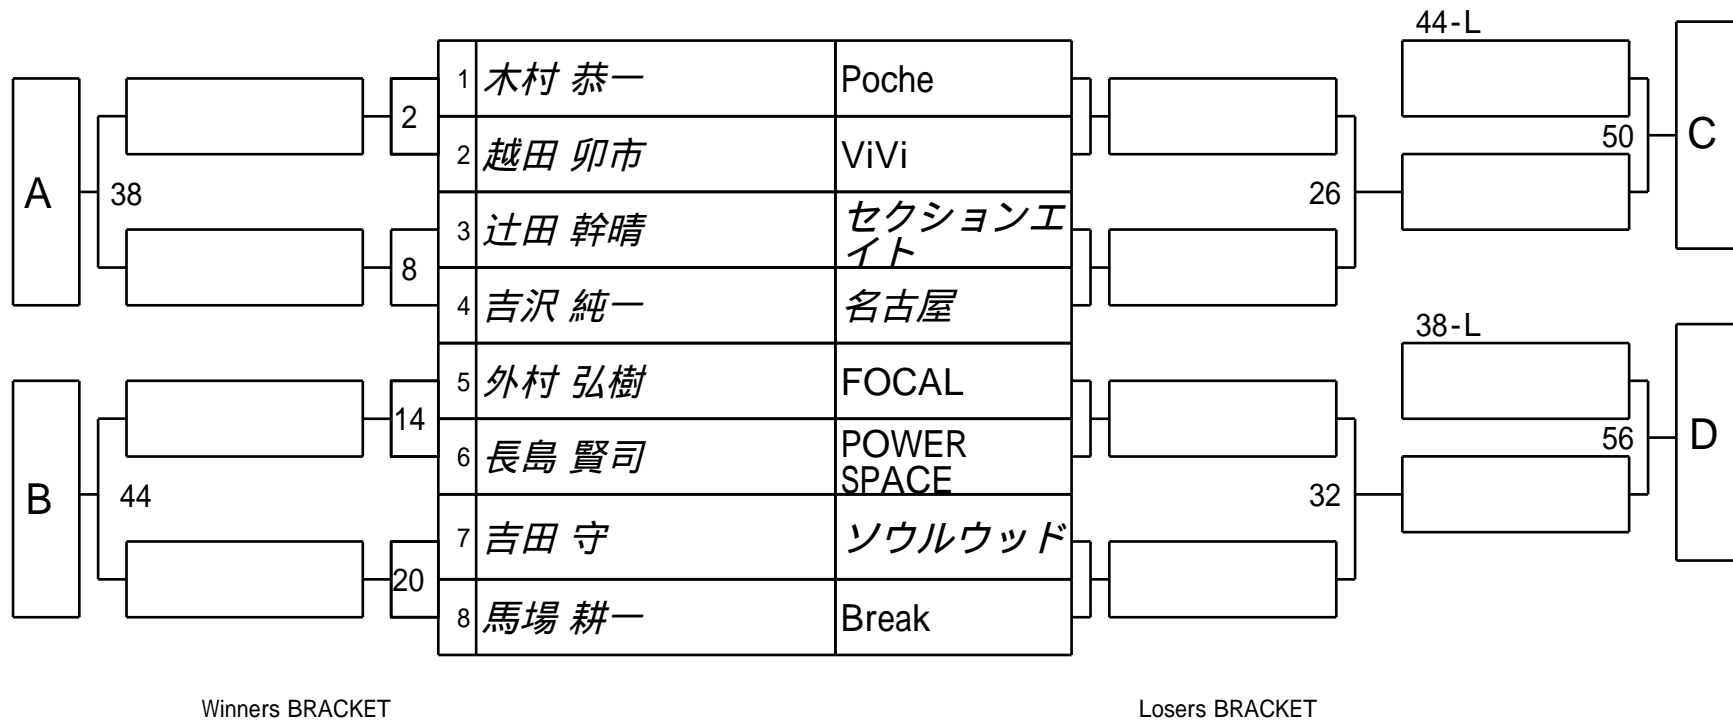 44-L
1 木村 恭一 Poche
2
50
C
2 越田 卯市 ViVi
A
38
26
3 辻田 幹晴 セクションエ
イト
8
4 吉沢 純一 名古屋
38-L
5 外村 弘樹 FOCAL
14
56
D
6 長島 賢司 POWER
SPACE
B
44
32
7 吉田 守 ソウルウッド
20
8 馬場 耕一 Break
Winners BRACKET
Losers BRACKET